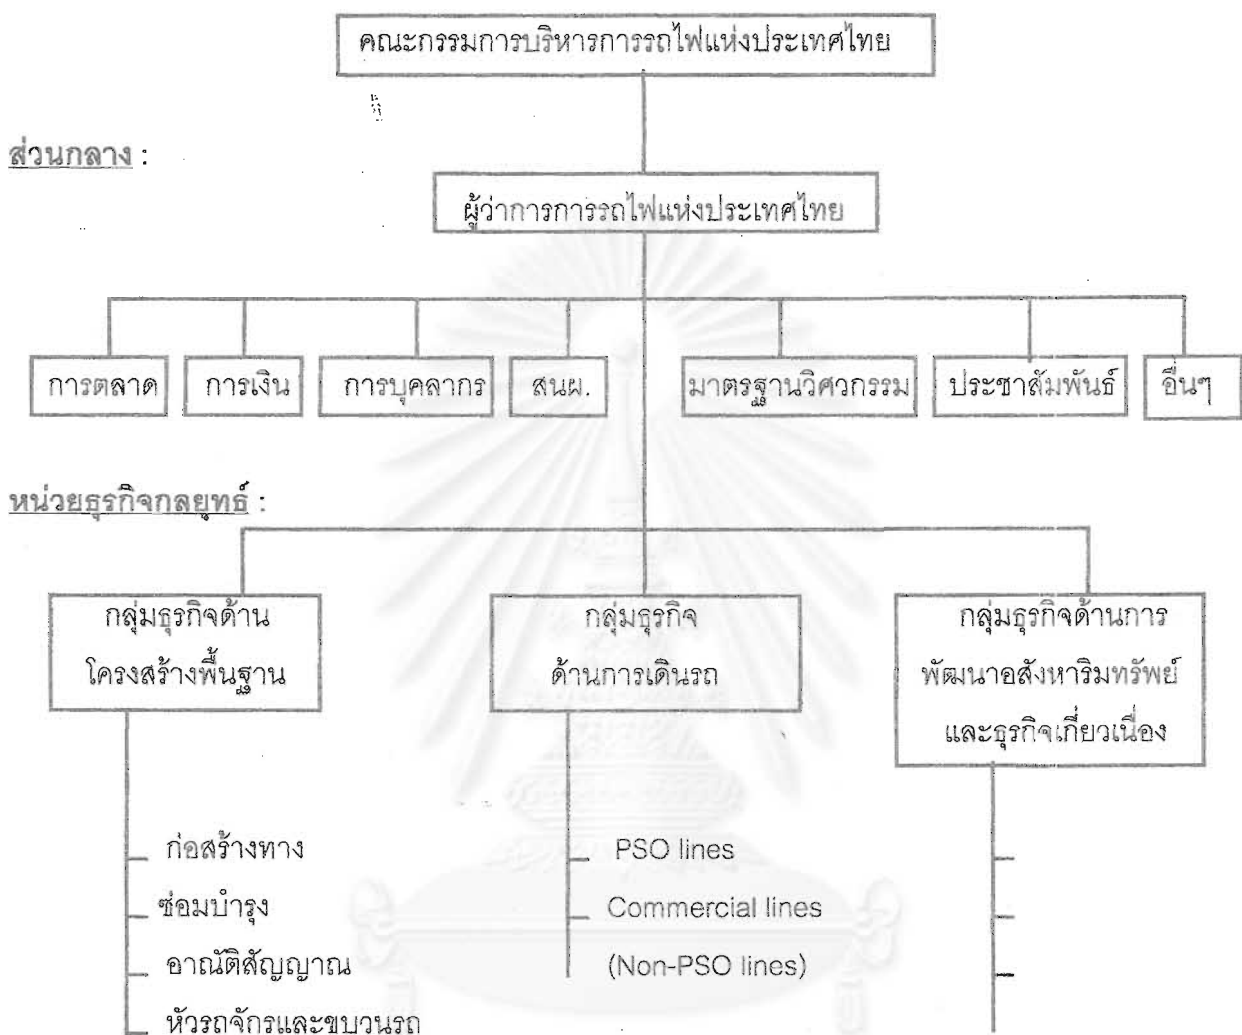 คณะกรรมการบริหารการรถไฟแห่งประเทศไทย
ส่วนกลาง :
ผู้ว่าการการรถไฟแห่งประเทศไทย
การตลาด การเงิน การบุคลากร สนผ. มาตรฐานวิศวกรรม ประชาสัมพันธ์ อื่นๆ
หน่วยธุรกิจกลยุทธ์ :
กลุ่มธุรกิจด้าน
โครงสร้างพื้นฐาน
กลุ่มธุรกิจ
ด้านการเดินรถ
กลุ่มธุรกิจด้านการ
พัฒนาอสังหาริมทรัพย์
และธุรกิจเกี่ยวเนื่อง
ก่อสร้างทาง
ซ่อมบำรุง
อาณัติสัญญาณ
หัวรถจักรและขบวนรถ
PSO lines
Commercial lines
(Non-PSO lines)